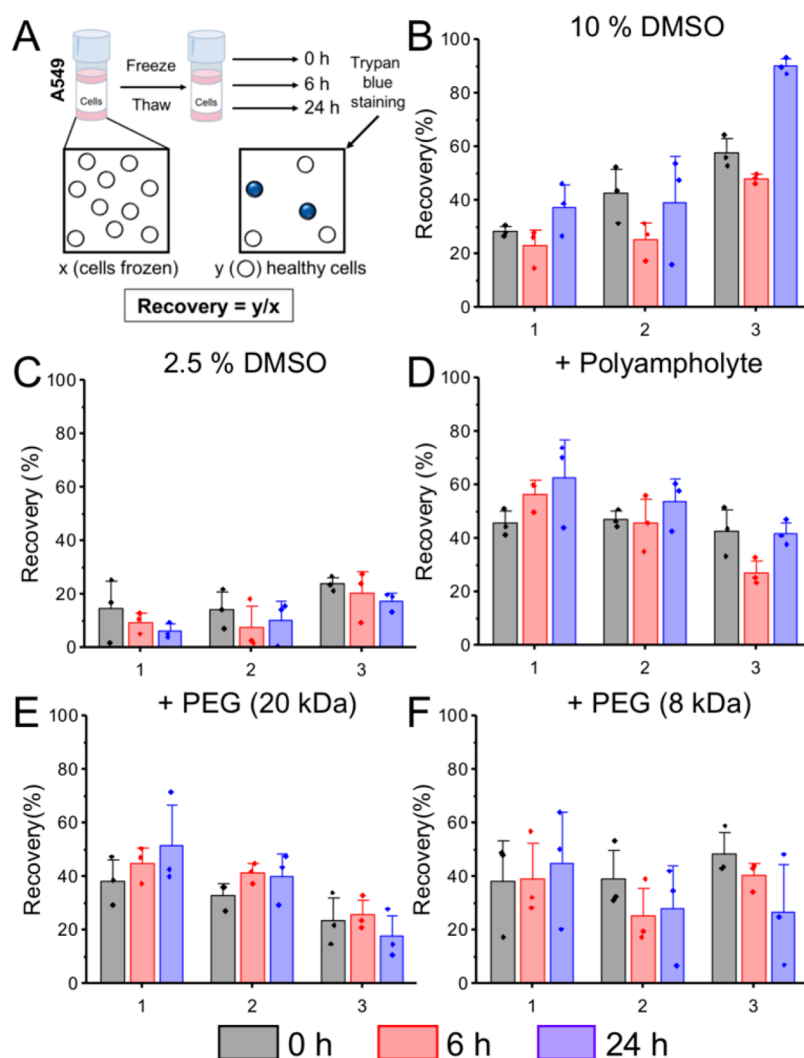 A
A549
Cells
Freeze
Thaw
Cells
0 h
6 h
24 h
Trypan
blue
staining
x (cells frozen)
y (○) healthy cells
Recovery = y/x
B
10 % DMSO
Recovery(%)
100
80
60
40
20
0
1 2 3
C
2.5 % DMSO
Recovery (%)
100
80
60
40
20
0
1 2 3
D
+ Polyampholyte
Recovery (%)
100
80
60
40
20
0
1 2 3
E
+ PEG (20 kDa)
Recovery(%)
100
80
60
40
20
0
1 2 3
F
+ PEG (8 kDa)
Recovery(%)
100
80
60
40
20
0
1 2 3
0 h 6 h 24 h